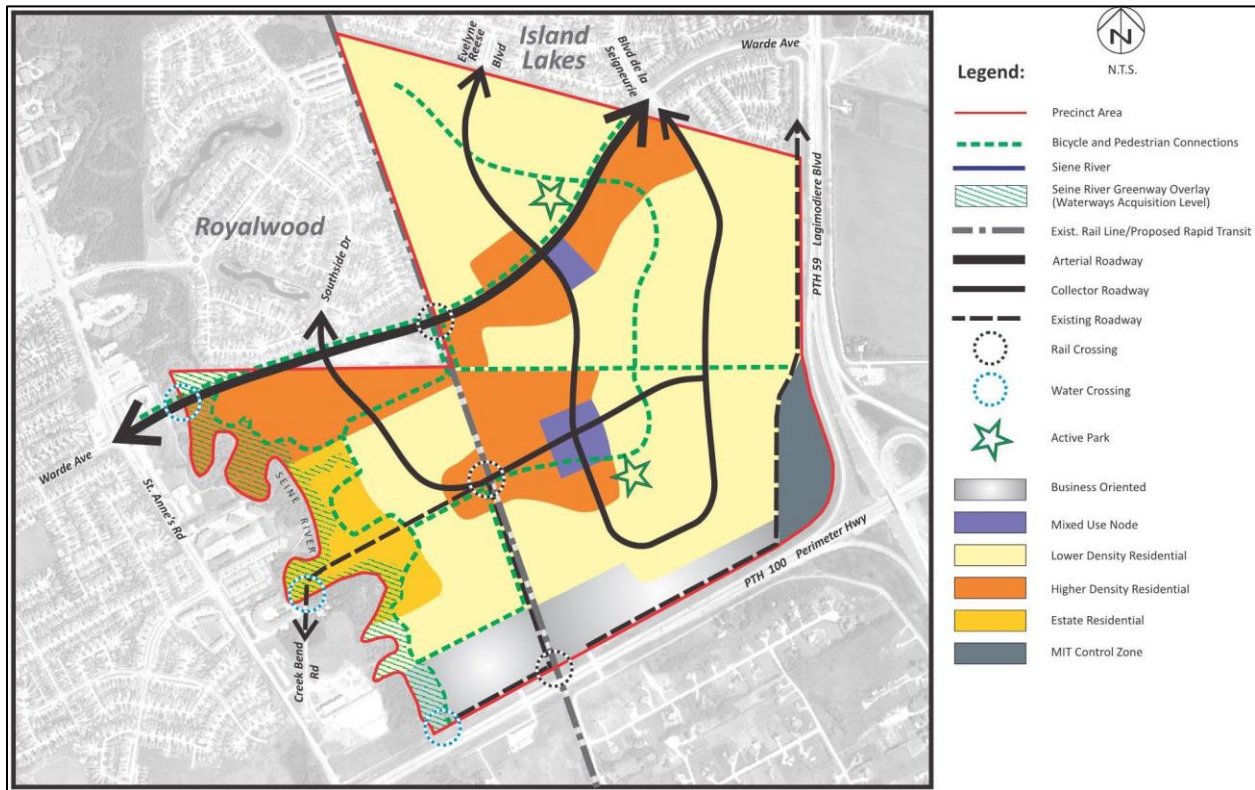 Island
Lakes
Evelyne
Reese
Blvd
Blvd de la
Seigneurie
Warde Ave
Royalwood
Southside Dr
PTH 59 Lagimodiere Blvd
Warde Ave
St. Anne's Rd
SEINE RIVER
Creek Bend
Rd
PTH 100 Perimeter Hwy
N
N.T.S.
Legend:
Precinct Area
Bicycle and Pedestrian Connections
Siene River
Seine River Greenway Overlay
(Waterways Acquisition Level)
Exist. Rail Line/Proposed Rapid Transit
Arterial Roadway
Collector Roadway
Existing Roadway
Rail Crossing
Water Crossing
Active Park
Business Oriented
Mixed Use Node
Lower Density Residential
Higher Density Residential
Estate Residential
MIT Control Zone